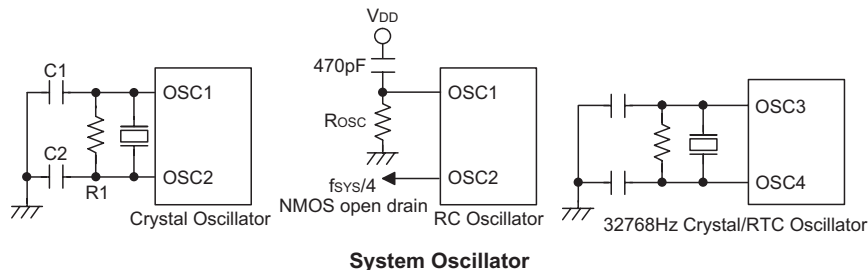 C1
OSC1
C2
OSC2
R1
Crystal Oscillator
VDD
470pF
OSC1
ROSC
OSC2
fSYS/4
NMOS open drain
RC Oscillator
OSC3
OSC4
32768Hz Crystal/RTC Oscillator
System Oscillator